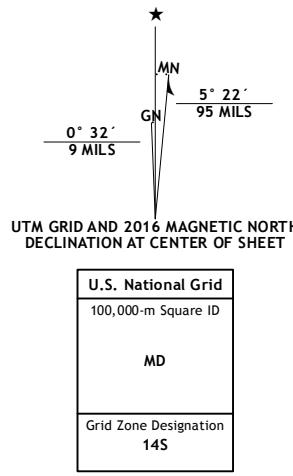 MN
GN
0° 32´
9 MILS
5° 22´
95 MILS
UTM GRID AND 2016 MAGNETIC NORTH
DECLINATION AT CENTER OF SHEET
U.S. National Grid
100,000-m Square ID
MD
Grid Zone Designation
14S